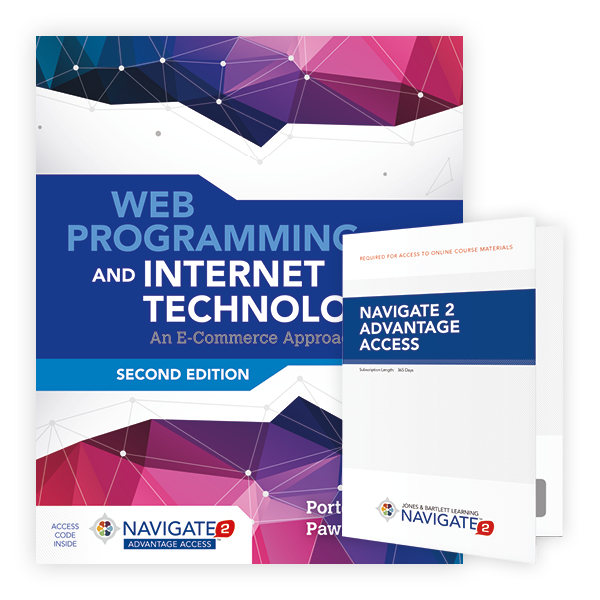 WEB
PROGRAMMING
AND INTERNET
TECHNOLO
An E-Commerce Approac
SECOND EDITION
Port
Paw
ACCESS
CODE
INSIDE
NAVIGATE 2
ADVANTAGE ACCESS
REQUIRED FOR ACCESS TO ONLINE COURSE MATERIALS
NAVIGATE 2
ADVANTAGE
ACCESS
Subscription Length: 365 Days
JONES & BARTLETT LEARNING
NAVIGATE 2